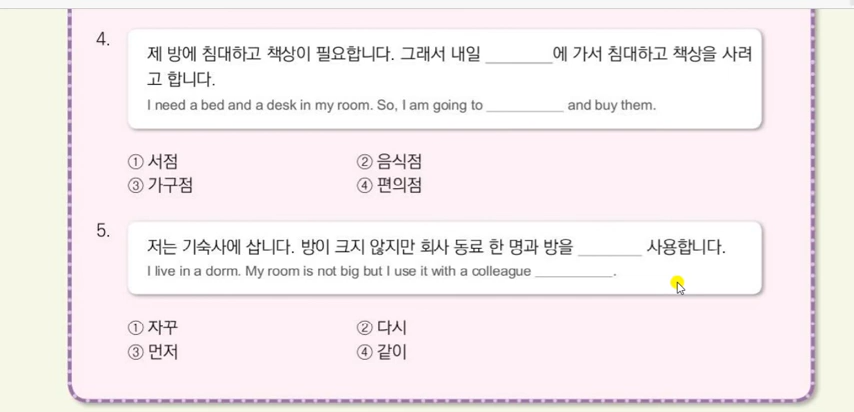 4.
제 방에 침대하고 책상이 필요합니다. 그래서 내일 ________에 가서 침대하고 책상을 사려
고 합니다.
I need a bed and a desk in my room. So, I am going to __________ and buy them.
① 서점 ② 음식점
③ 가구점 ④ 편의점
5.
저는 기숙사에 삽니다. 방이 크지 않지만 회사 동료 한 명과 방을 ________ 사용합니다.
I live in a dorm. My room is not big but I use it with a colleague __________.
① 자꾸 ② 다시
③ 먼저 ④ 같이